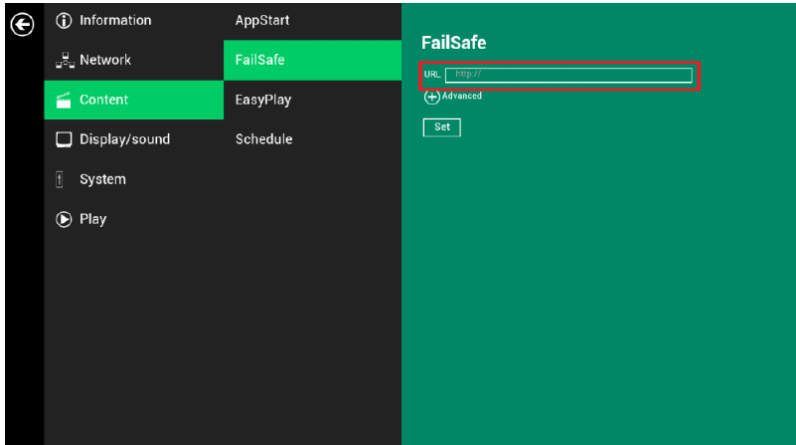 Information
Network
Content
Display/sound
System
Play
AppStart
FailSafe
EasyPlay
Schedule
FailSafe
URL http://
Advanced
Set